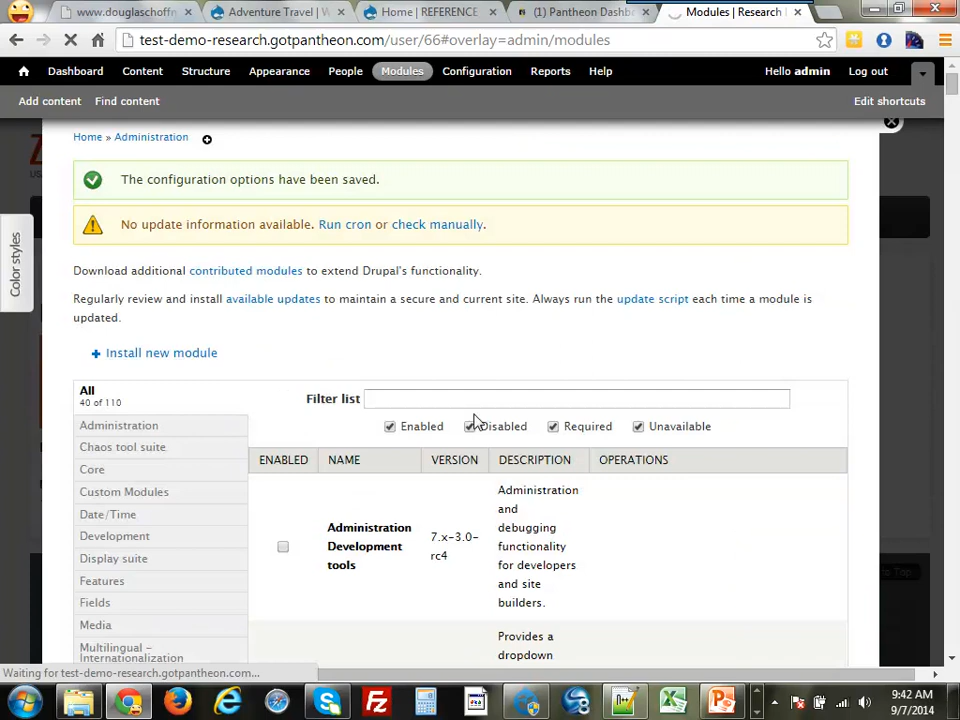 www.douglaschoffm
Adventure Travel | W
Home | REFERENCE
(1) Pantheon Dashbo
Modules | Research
test-demo-research.gotpantheon.com/user/66#overlay=admin/modules
Dashboard Content Structure Appearance People Modules Configuration Reports Help Hello admin Log out
Add content Find content Edit shortcuts
Home » Administration
The configuration options have been saved.
No update information available. Run cron or check manually.
Color styles
Download additional contributed modules to extend Drupal's functionality.
Regularly review and install available updates to maintain a secure and current site. Always run the update script each time a module is
updated.
Install new module
All
40 of 110
Filter list
Enabled Disabled Required Unavailable
Administration
Chaos tool suite
Core
Custom Modules
Date/Time
Development
Display suite
Features
Fields
Media
Multilingual -
Internationalization
ENABLED NAME VERSION DESCRIPTION OPERATIONS
Administration
Development
tools
7.x-3.0-
rc4
Administration
and
debugging
functionality
for developers
and site
builders.
Provides a
dropdown
Waiting for test-demo-research.gotpantheon.com...
9:42 AM
9/7/2014